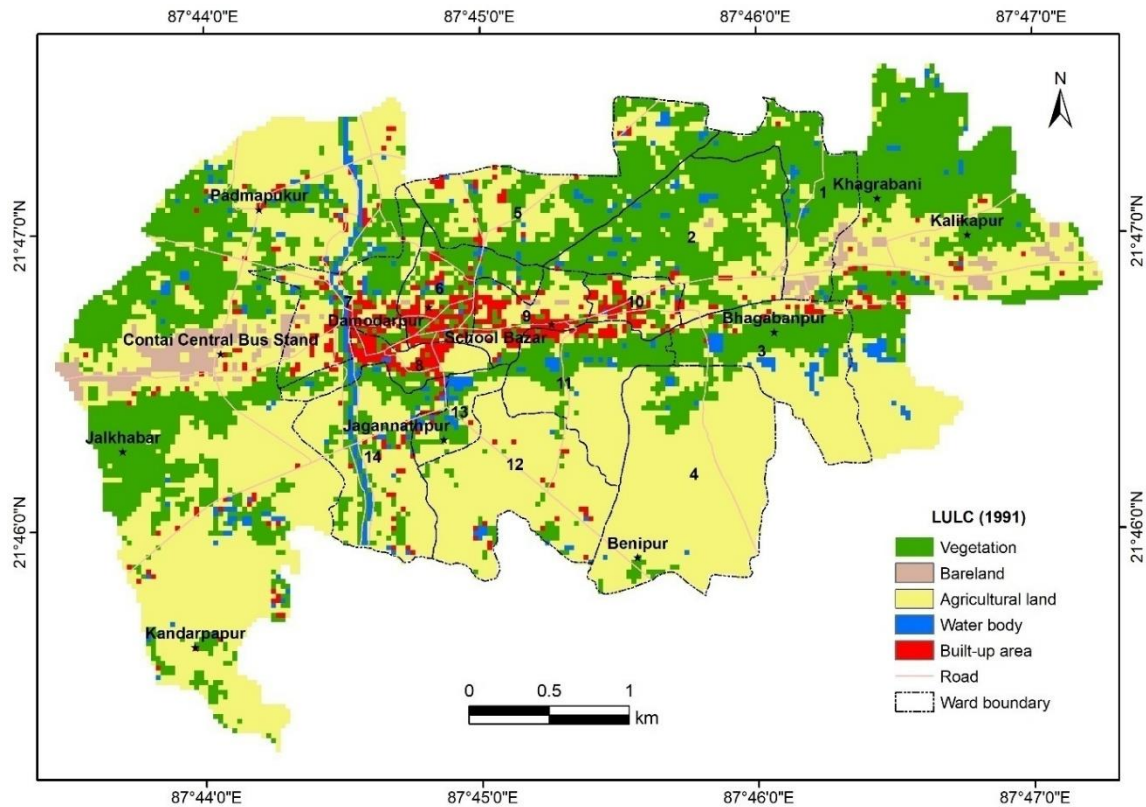 87°44'0"E
87°45'0"E
87°46'0"E
87°47'0"E
N
1
Khagrabani
Padmapukur
5
Kalikapur
21°47'0"N
2
21°47'0"N
6
7
10
Damodarpur
9
Bhagabanpur
Contai Central Bus Stand
School Bazar
3
8
11
13
Jalkhabar
Jagannathpur
14
12
4
21°46'0"N
21°46'0"N
LULC (1991)
Benipur
Vegetation
Bareland
Agricultural land
Kandarpapur
Water body
Built-up area
0 0.5 1
Road
km
Ward boundary
87°44'0"E
87°45'0"E
87°46'0"E
87°47'0"E